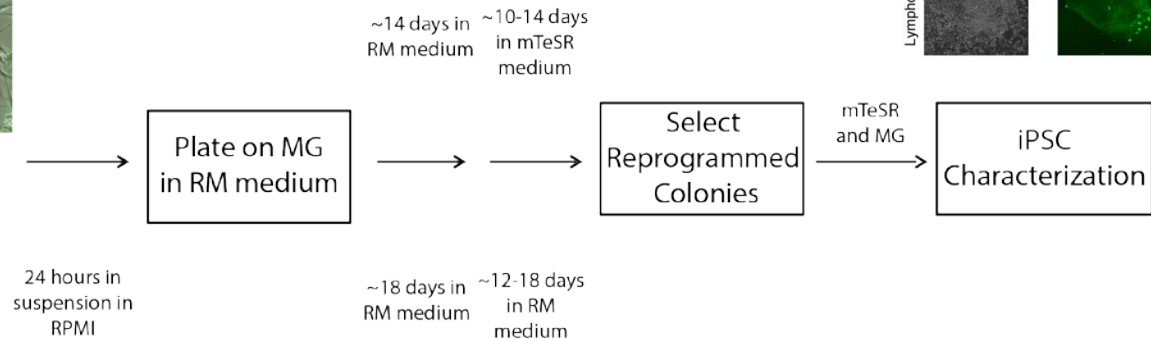 ~14 days in
RM medium
~10-14 days
in mTeSR
medium
Plate on MG
in RM medium
Select
Reprogrammed
Colonies
mTeSR
and MG
iPSC
Characterization
24 hours in
suspension in
RPMI
~18 days in
RM medium
~12-18 days
in RM
medium